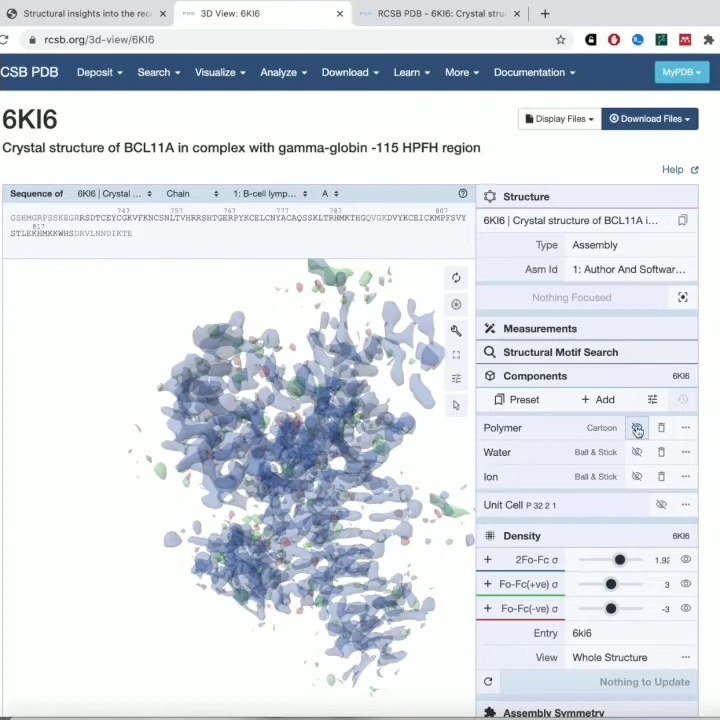 Structural insights into the rec
3D View: 6KI6
RCSB PDB - 6KI6: Crystal stru
rcsb.org/3d-view/6KI6
CSB PDB Deposit Search Visualize Analyze Download Learn More Documentation MyPDB
6KI6
Display Files Download Files
Crystal structure of BCL11A in complex with gamma-globin -115 HPFH region
Help
Sequence of 6KI6 | Crystal ... Chain 1: B-cell lymp... A
747 757 767 777 787 807
GSHMGRPSSKEGRRSDTCEYCGKVFKNCSNLTVHRRSHTGERPYKCELCNYACAQSSKLTRHMKTHGQVGKDVYKCEICKMPFSVY
817
STLEKHMKKWHSDRVLNNDIKTE
Structure
6KI6 | Crystal structure of BCL11A i...
Type Assembly
Asm Id 1: Author And Softwar...
Nothing Focused
Measurements
Structural Motif Search
Components 6KI6
Preset + Add
Polymer Cartoon
Water Ball & Stick
Ion Ball & Stick
Unit Cell P 32 2 1
Density 6KI6
+ 2Fo-Fc σ 1.92
+ Fo-Fc(+ve) σ 3
+ Fo-Fc(-ve) σ -3
Entry 6ki6
View Whole Structure
Nothing to Update
Assembly Symmetry